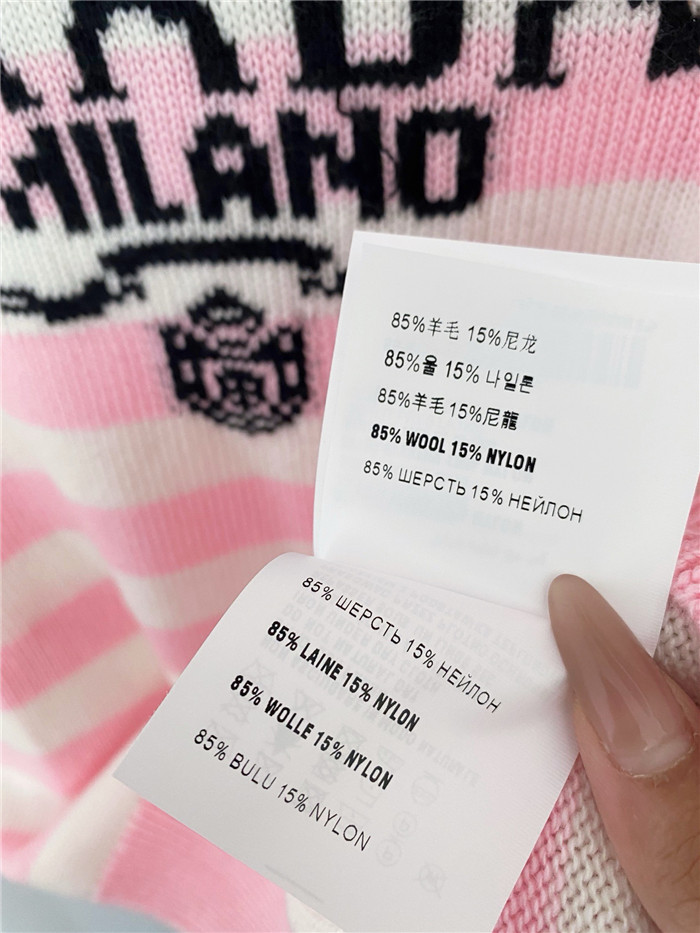 MILANO
85%羊毛 15%尼龙
85%울 15% 나일론
85%羊毛 15%尼龍
85% WOOL 15% NYLON
85% ШЕРСТЬ 15% НЕЙЛОН
85% ШЕРСТЬ 15% НЕЙЛОН
85% LAINE 15% NYLON
85% WOLLE 15% NYLON
85% BULU 15% NYLON